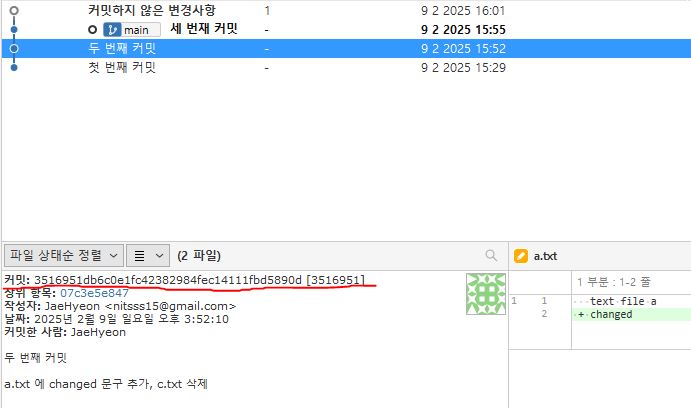 커밋하지 않은 변경사항 1 9 2 2025 16:01
main 세 번재 커밋 - 9 2 2025 15:55
두 번째 커밋 - 9 2 2025 15:52
첫 번째 커밋 - 9 2 2025 15:29
파일 상태순 정렬 (2 파일)
커밋: 3516951db6c0e1fc42382984fec14111fbd5890d [3516951]
상위 항목: 07c3e5e847
작성자: JaeHyeon <nitsss15@gmail.com>
날짜: 2025년 2월 9일 일요일 오후 3:52:10
커밋한 사람: JaeHyeon
두 번째 커밋
a.txt 에 changed 문구 추가, c.txt 삭제
a.txt
1 부분 : 1-2 줄
1 1 text file a
2 + changed